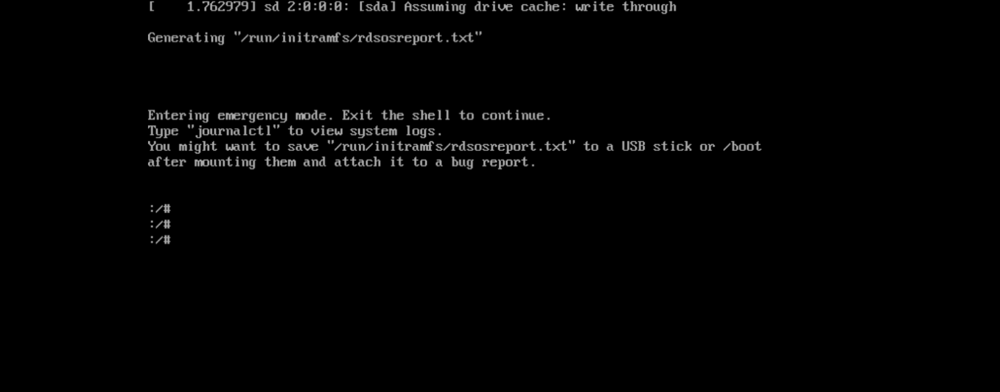 [    1.762979] sd 2:0:0:0: [sda] Assuming drive cache: write through
Generating "/run/initramfs/rdsosreport.txt"
Entering emergency mode. Exit the shell to continue.
Type "journalctl" to view system logs.
You might want to save "/run/initramfs/rdsosreport.txt" to a USB stick or /boot
after mounting them and attach it to a bug report.
:/#
:/#
:/#